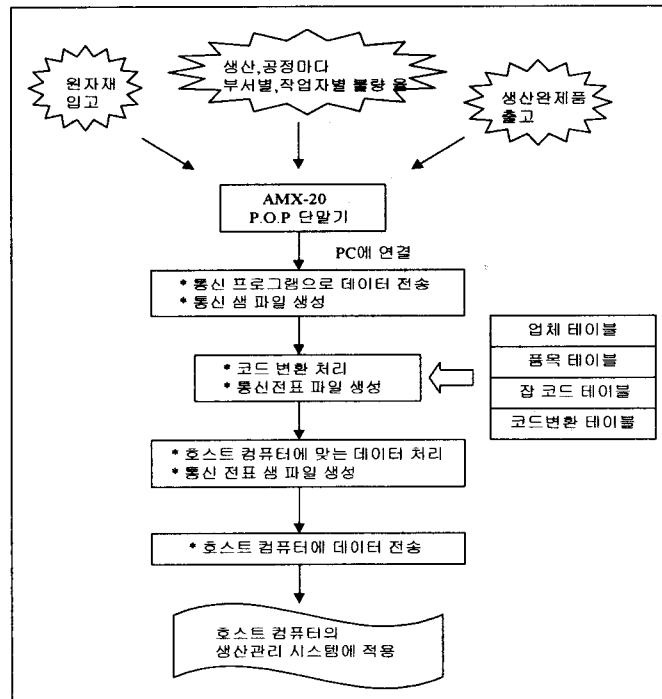 원자재
입고
생산,공정마다
부서별,작업자별 불량 율
생산완제품
출고
AMX-20
P.O.P 단말기
PC에 연결
* 통신 프로그램으로 데이터 전송
* 통신 샘 파일 생성
* 코드 변환 처리
* 통신전표 파일 생성
업체 테이블
품목 테이블
잡 코드 테이블
코드변환 테이블
* 호스트 컴퓨터에 맞는 데이터 처리
* 통신 전표 샘 파일 생성
* 호스트 컴퓨터에 데이터 전송
호스트 컴퓨터의
생산관리 시스템에 적용